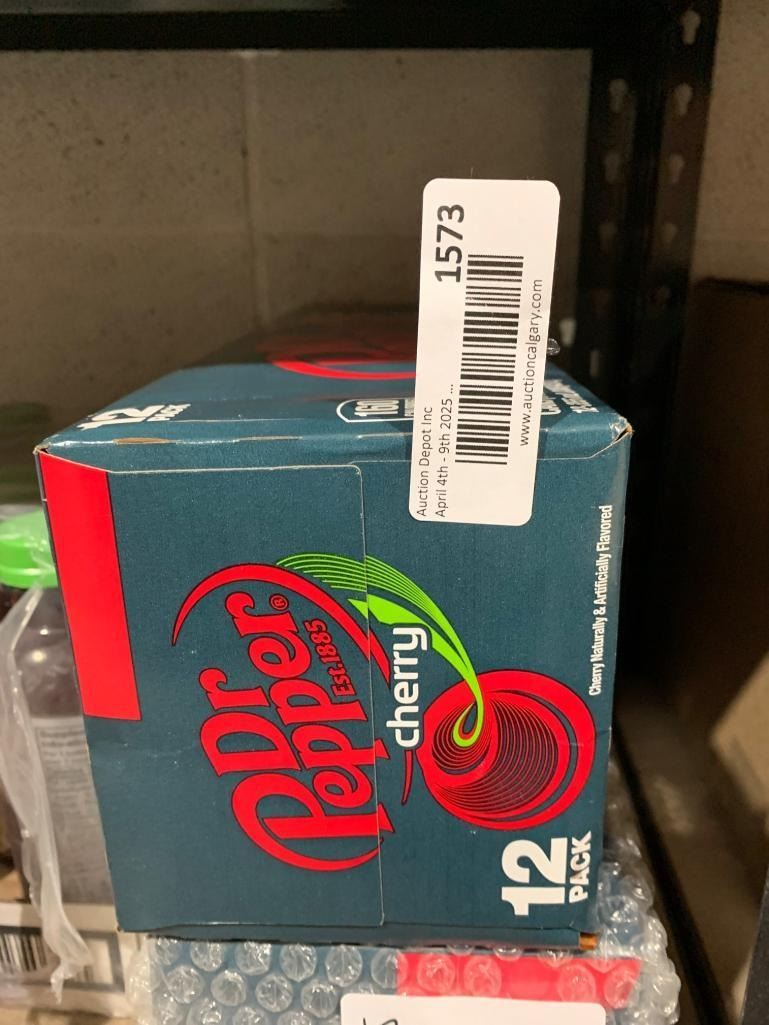 1573
Auction Depot Inc
April 4th - 9th 2025 ...
www.auctioncalgary.com
12
PACK
160
Dr
Pepper®
Est.1885
cherry
Cherry Naturally & Artificially Flavored
12
PACK